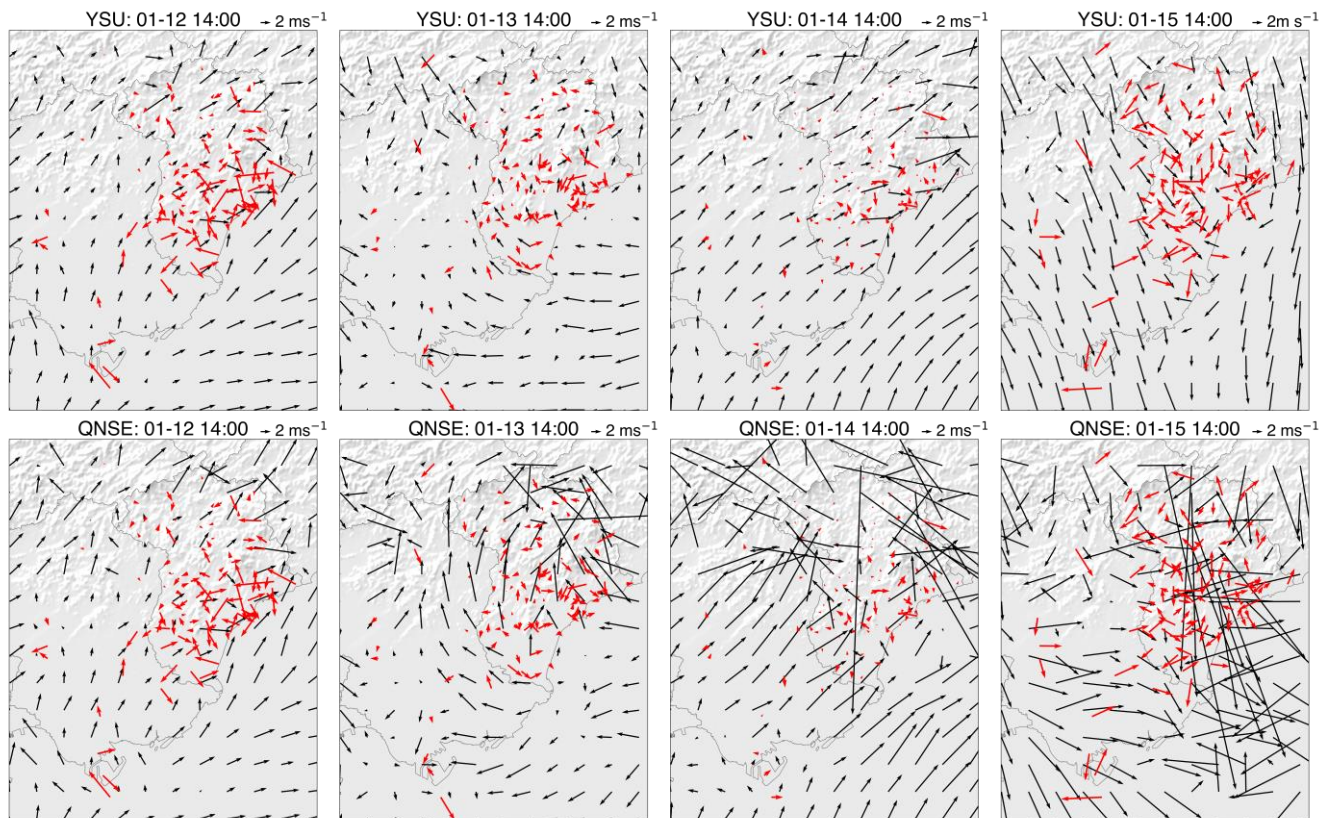 YSU: 01-12 14:00 2 ms⁻¹
YSU: 01-13 14:00 2 ms⁻¹
YSU: 01-14 14:00 2 ms⁻¹
YSU: 01-15 14:00 2m s⁻¹
QNSE: 01-12 14:00 2 ms⁻¹
QNSE: 01-13 14:00 2 ms⁻¹
QNSE: 01-14 14:00 2 ms⁻¹
QNSE: 01-15 14:00 2 ms⁻¹